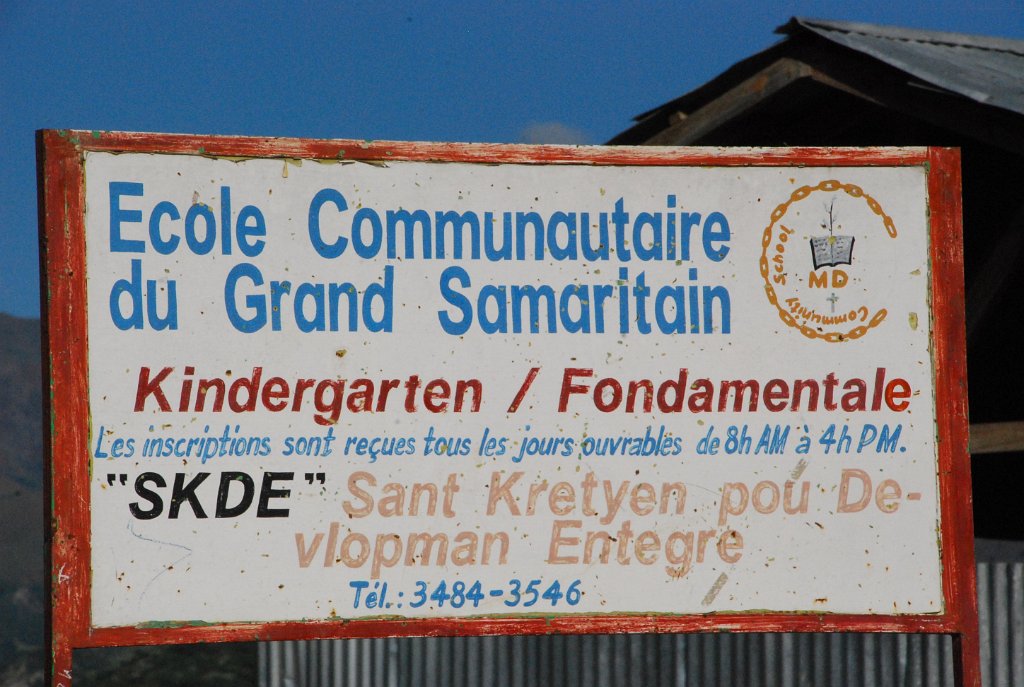 Ecole Communautaire
du Grand Samaritain
School
MD
Community
Kindergarten / Fondamentale
Les inscriptions sont reçues tous les jours ouvrables de 8h AM à 4h PM.
"SKDE" Sant Kretyen pou De-
vlopman Entegre
Tél.: 3484-3546